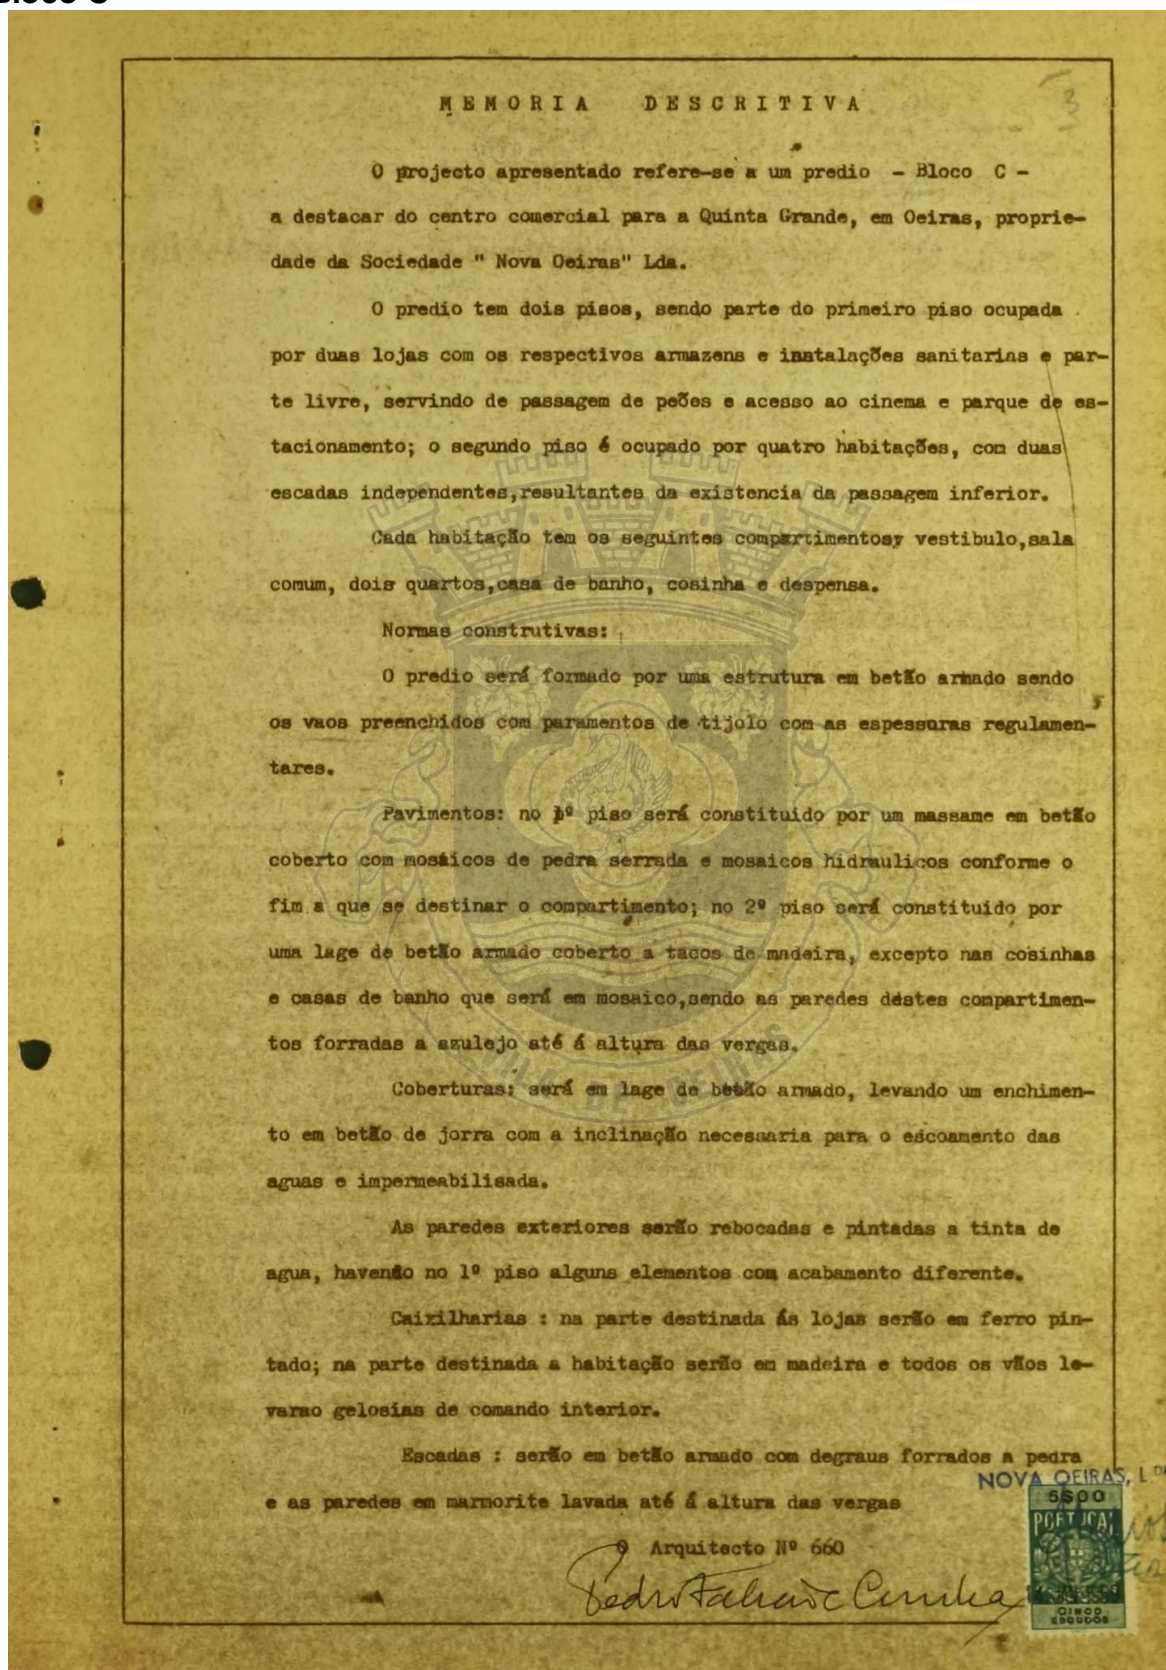 Bloco C
3
MEMORIA DESCRITIVA
O projecto apresentado refere-se a um predio - Bloco C -
a destacar do centro comercial para a Quinta Grande, em Oeiras, proprie-
dade da Sociedade " Nova Oeiras" Lda.
O predio tem dois pisos, sendo parte do primeiro piso ocupada
por duas lojas com os respectivos armazens e instalações sanitarias e par-
te livre, servindo de passagem de peões e acesso ao cinema e parque de es-
tacionamento; o segundo piso é ocupado por quatro habitações, com duas
escadas independentes,resultantes da existencia da passagem inferior.
Cada habitação tem os seguintes compartimentos, vestibulo,sala
comum, dois quartos,casa de banho, cosinha e despensa.
Normas construtivas:
O predio será formado por uma estrutura em betão armado sendo
os vaos preenchidos com paramentos de tijolo com as espessuras regulamen-
tares.
Pavimentos: no 1º piso será constituido por um massame em betão
coberto com mosaicos de pedra serrada e mosaicos hidraulicos conforme o
fim a que se destinar o compartimento; no 2º piso será constituido por
uma lage de betão armado coberto a tacos de madeira, excepto nas cosinhas
e casas de banho que será em mosaico,sendo as paredes déstes compartimen-
tos forradas a azulejo até á altura das vergas.
Coberturas: será em lage de betão armado, levando um enchimen-
to em betão de jorra com a inclinação necessaria para o escoamento das
aguas e impermeabilisada.
As paredes exteriores serão rebocadas e pintadas a tinta de
agua, havendo no 1º piso alguns elementos com acabamento diferente.
Caixilharias : na parte destinada ás lojas serão em ferro pin-
tado; na parte destinada a habitação serão em madeira e todos os vãos le-
varao gelosias de comando interior.
Escadas : serão em betão armado com degraus forrados a pedra
e as paredes em marmorite lavada até á altura das vergas
NOVA OEIRAS, L.DA
5$00
PORTUGAL
CINCO
ESCUDOS
O Arquitecto Nº 660
Pedro Falcão e Cunha